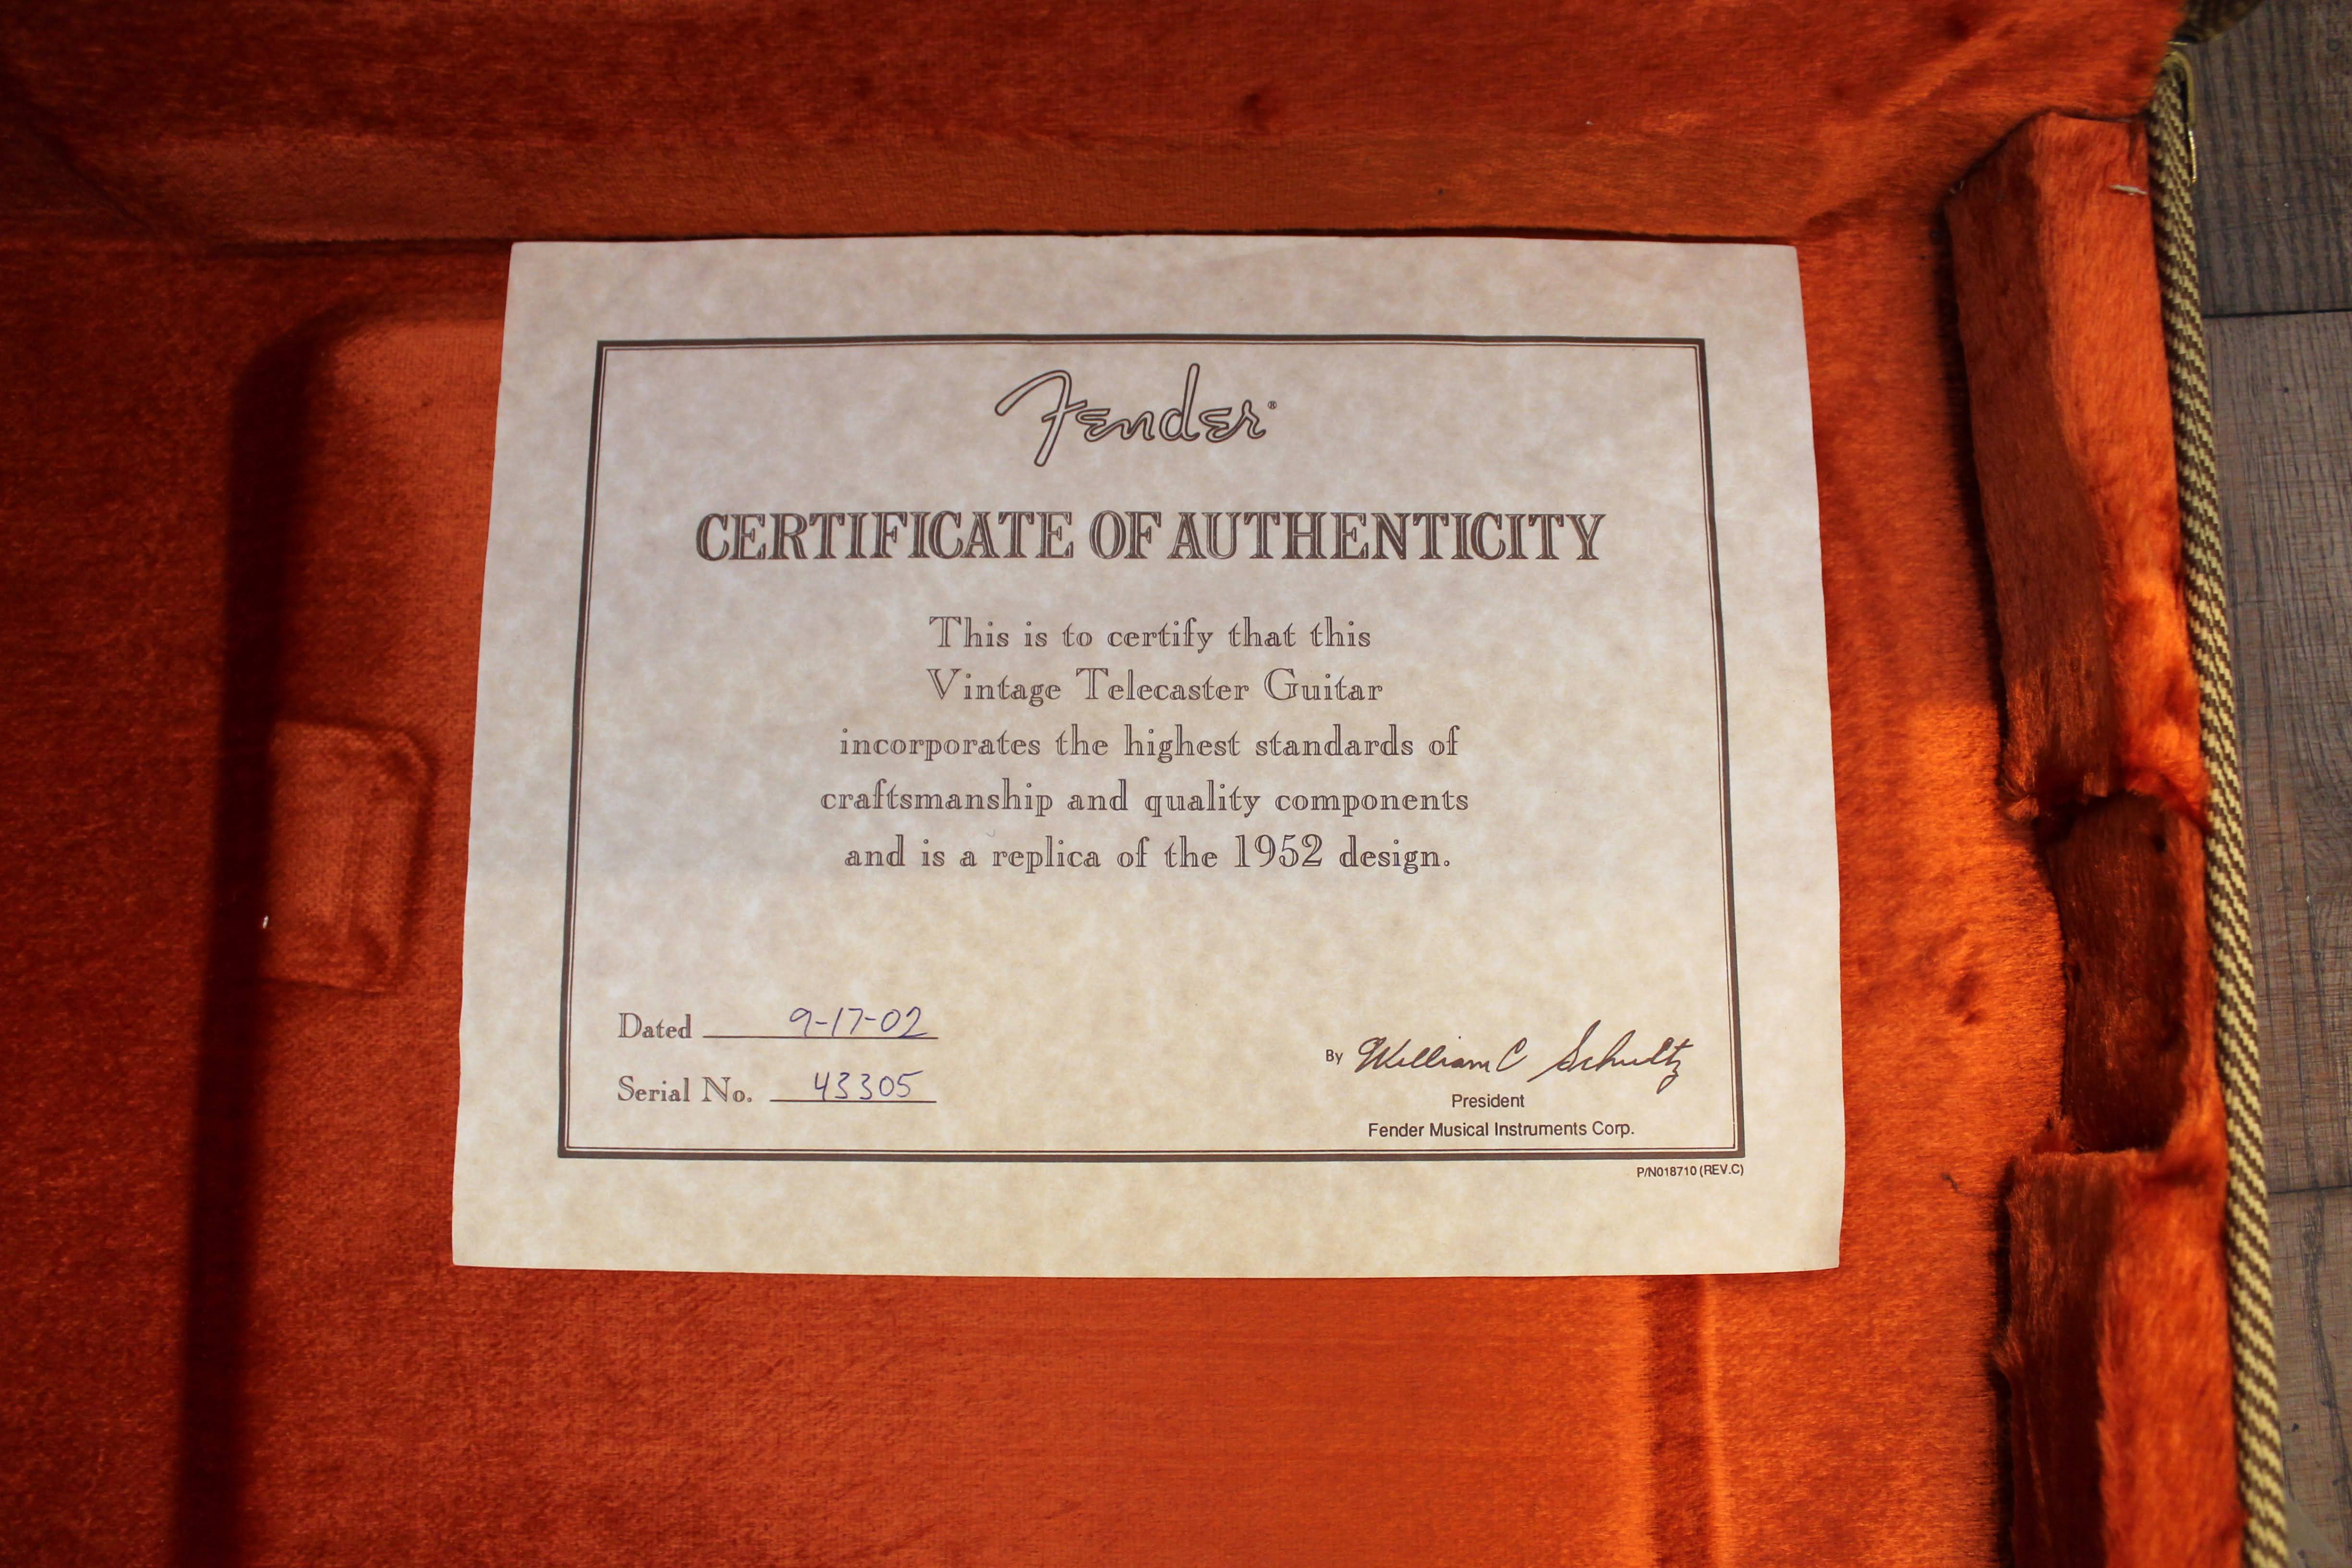 Fender®
CERTIFICATE OF AUTHENTICITY
This is to certify that this
Vintage Telecaster Guitar
incorporates the highest standards of
craftsmanship and quality components
and is a replica of the 1952 design.
Dated 9-17-02
Serial No. 43305
By William C Schultz
President
Fender Musical Instruments Corp.
P/N018710 (REV.C)